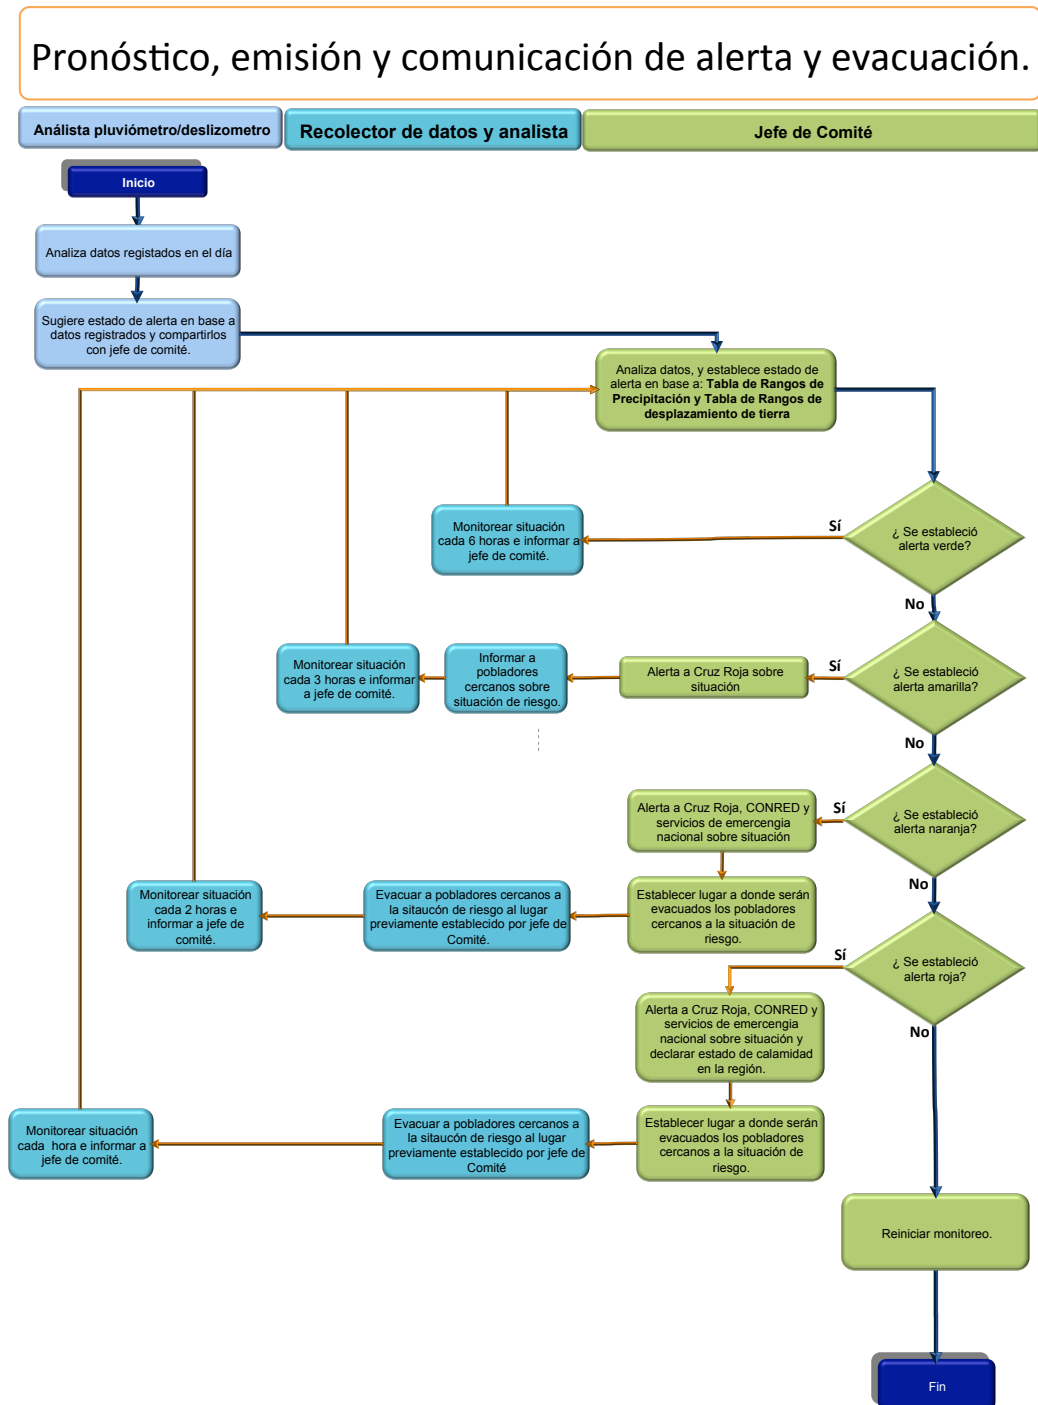 Pronóstico, emisión y comunicación de alerta y evacuación.
Análista pluviómetro/deslizometro
Recolector de datos y analista
Jefe de Comité
Inicio
Analiza datos registados en el día
Sugiere estado de alerta en base a
datos registrados y compartirlos
con jefe de comité.
Analiza datos, y establece estado de
alerta en base a: Tabla de Rangos de
Precipitación y Tabla de Rangos de
desplazamiento de tierra
¿ Se estableció
alerta verde?
Sí
Monitorear situación
cada 6 horas e informar a
jefe de comité.
No
¿ Se estableció
alerta amarilla?
Sí
Alerta a Cruz Roja sobre
situación
Informar a
pobladores
cercanos sobre
situación de riesgo.
Monitorear situación
cada 3 horas e informar
a jefe de comité.
No
¿ Se estableció
alerta naranja?
Sí
Alerta a Cruz Roja, CONRED y
servicios de emercengia
nacional sobre situación
Establecer lugar a donde serán
evacuados los pobladores
cercanos a la situación de
riesgo.
Evacuar a pobladores cercanos a
la sitaucón de riesgo al lugar
previamente establecido por jefe de
Comité.
Monitorear situación
cada 2 horas e
informar a jefe de
comité.
No
¿ Se estableció
alerta roja?
Sí
Alerta a Cruz Roja, CONRED y
servicios de emercengia
nacional sobre situación y
declarar estado de calamidad
en la región.
Establecer lugar a donde serán
evacuados los pobladores
cercanos a la situación de
riesgo.
Evacuar a pobladores cercanos a
la sitaucón de riesgo al lugar
previamente establecido por jefe de
Comité
Monitorear situación
cada hora e informar a
jefe de comité.
No
Reiniciar monitoreo.
Fin